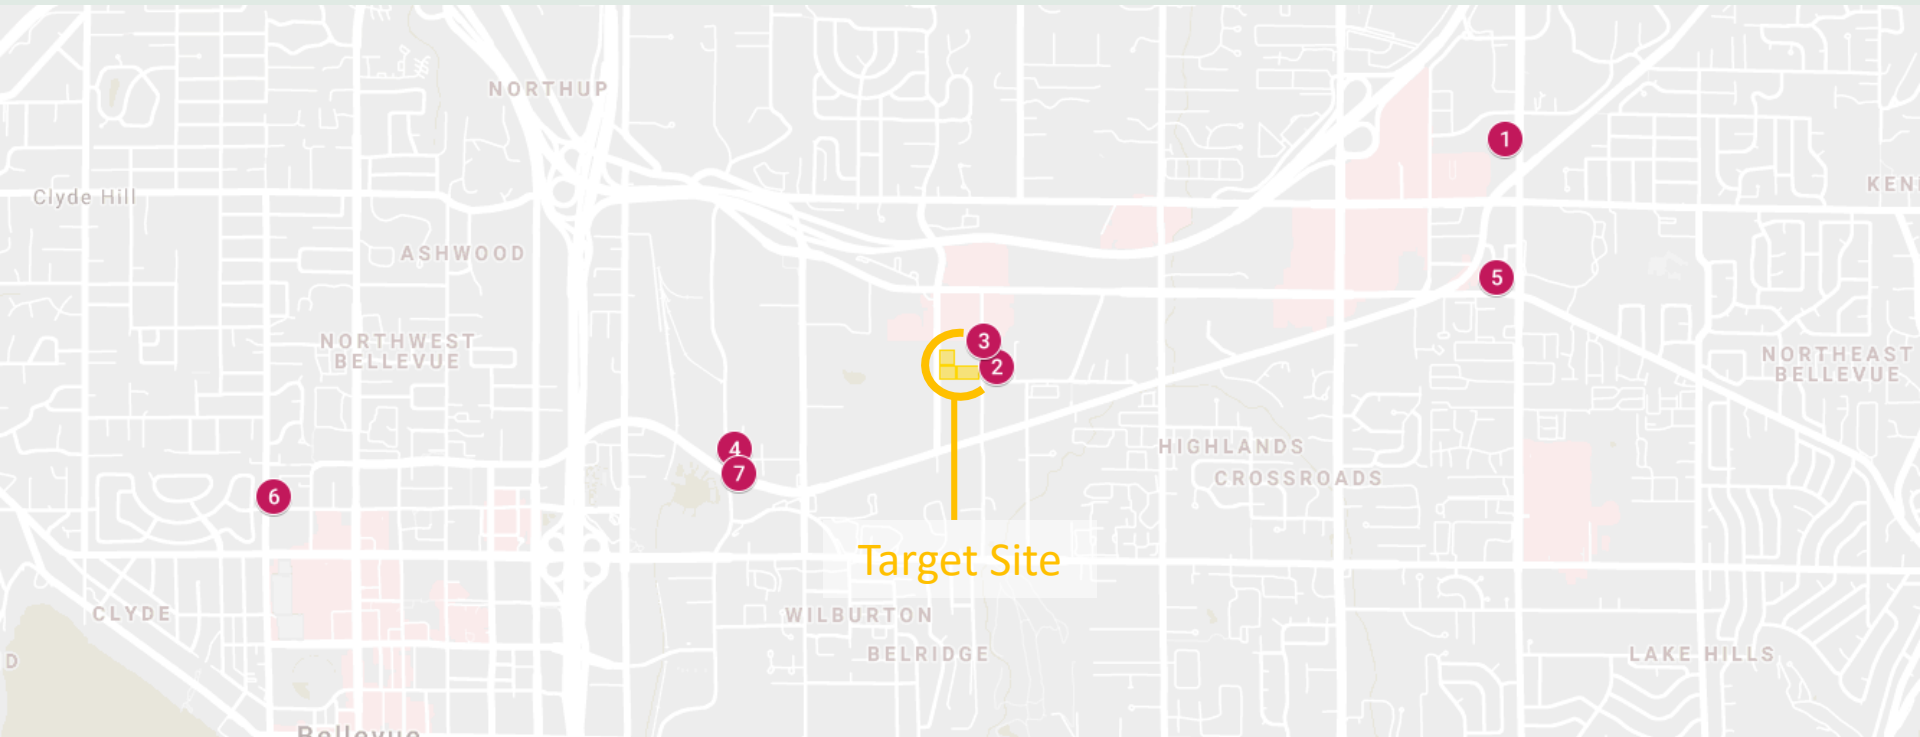 NORTHUP
1
KEN
Clyde Hill
ASHWOOD
5
NORTHWEST
BELLEVUE
3
2
NORTHEAST
BELLEVUE
4
7
HIGHLANDS
CROSSROADS
6
Target Site
CLYDE
WILBURTON
BELRIDGE
LAKE HILLS
D
Bellevue